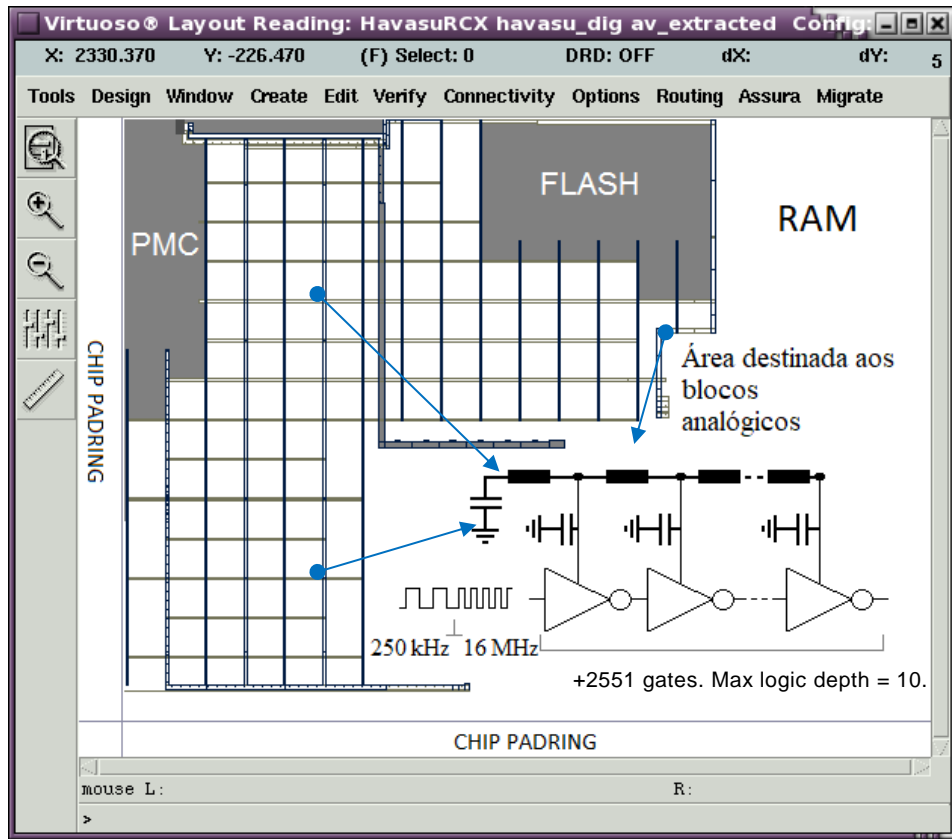 Virtuoso® Layout Reading: HavasuRCX havasu_dig av_extracted Config:
X: 2330.370 Y: -226.470 (F) Select: 0 DRD: OFF dX: dY: 5
Tools Design Window Create Edit Verify Connectivity Options Routing Assura Migrate
FLASH
RAM
PMC
CHIP PADRING
Área destinada aos
blocos
analógicos
250 kHz 16 MHz
+2551 gates. Max logic depth = 10.
CHIP PADRING
mouse L: R:
>